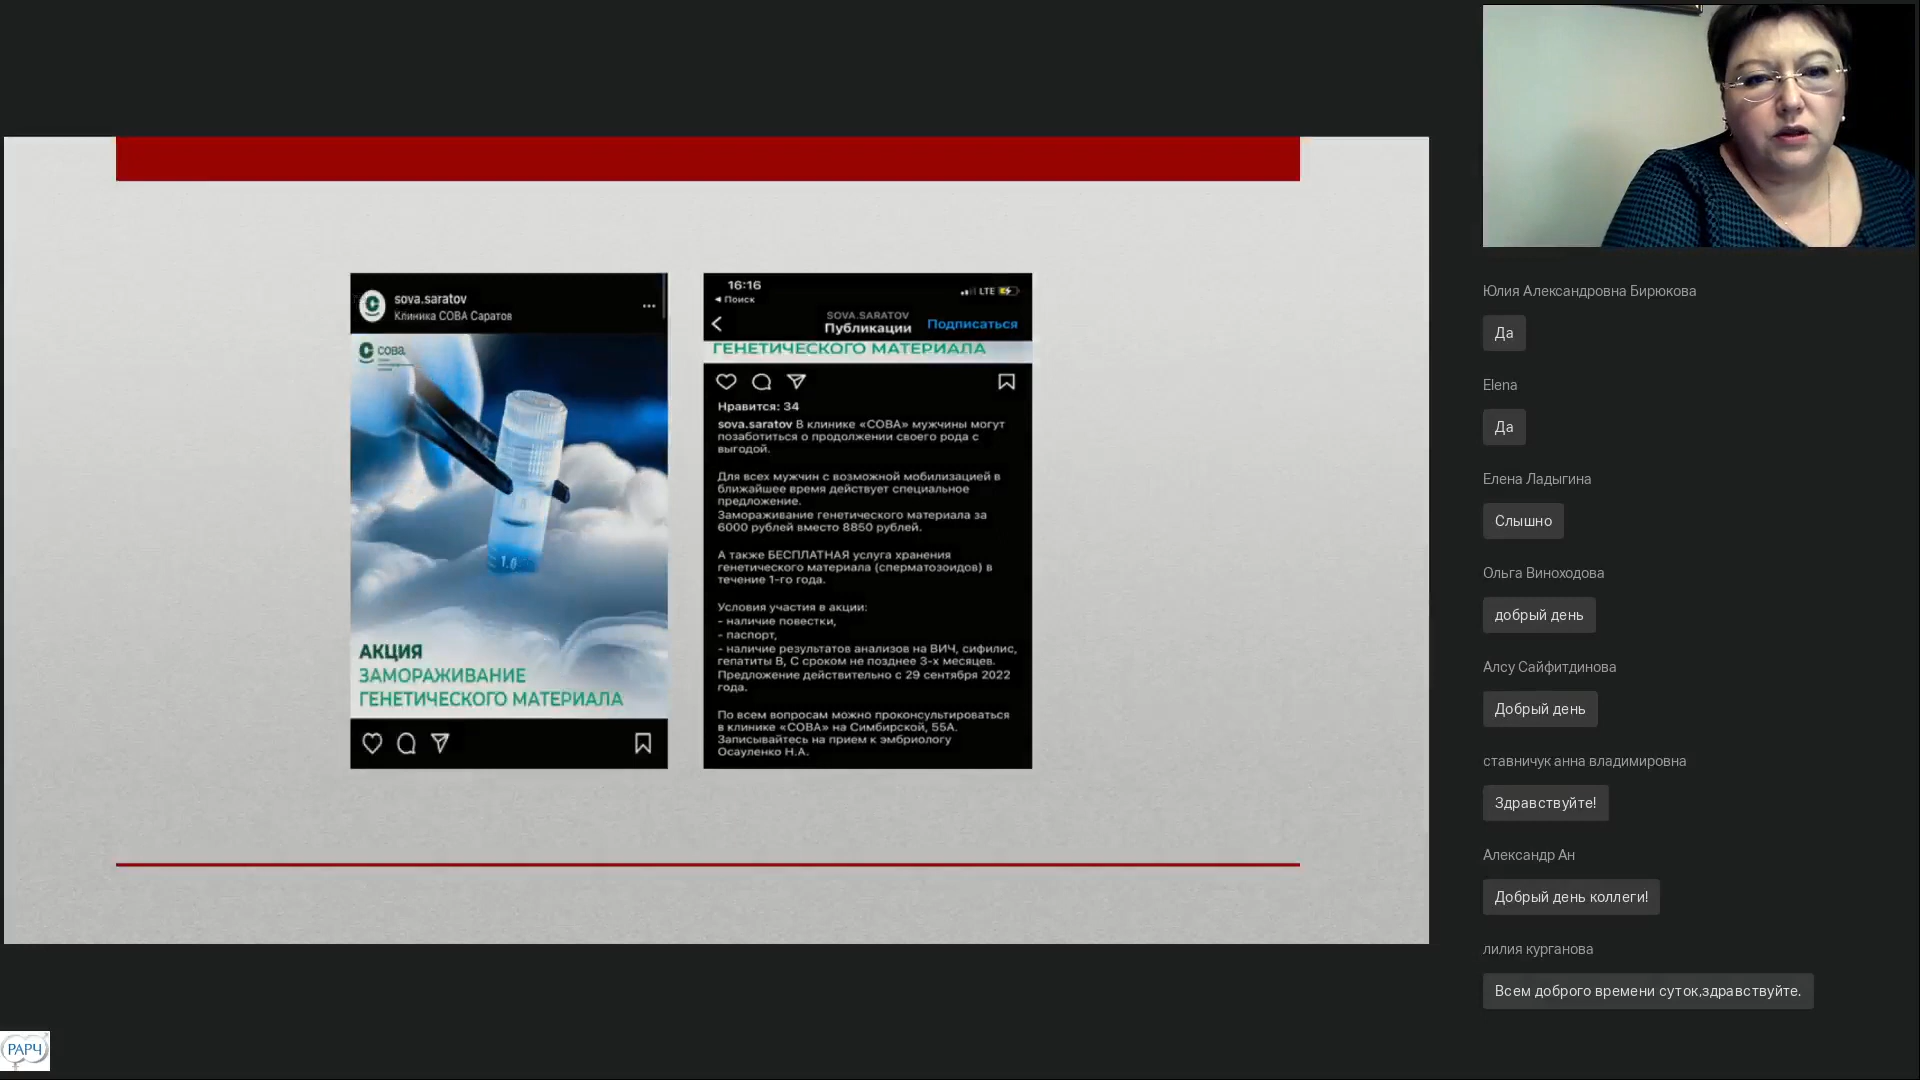 sova.saratov
Клиника СОВА Саратов
сова
1.0
АКЦИЯ
ЗАМОРАЖИВАНИЕ
ГЕНЕТИЧЕСКОГО МАТЕРИАЛА
16:16
Поиск
LTE
SOVA.SARATOV
Публикации
Подписаться
ГЕНЕТИЧЕСКОГО МАТЕРИАЛА
Нравится: 34
sova.saratov В клинике «СОВА» мужчины могут
позаботиться о продолжении своего рода с
выгодой.
Для всех мужчин с возможной мобилизацией в
ближайшее время действует специальное
предложение.
Замораживание генетического материала за
6000 рублей вместо 8850 рублей.
А также БЕСПЛАТНАЯ услуга хранения
генетического материала (сперматозоидов) в
течение 1-го года.
Условия участия в акции:
- наличие повестки,
- паспорт,
- наличие результатов анализов на ВИЧ, сифилис,
гепатиты В, С сроком не позднее 3-х месяцев.
Предложение действительно с 29 сентября 2022
года.
По всем вопросам можно проконсультироваться
в клинике «СОВА» на Симбирской, 55А.
Записывайтесь на прием к эмбриологу
Осауленко Н.А.
Юлия Александровна Бирюкова
Да
Elena
Да
Елена Ладыгина
Слышно
Ольга Виноходова
добрый день
Алсу Сайфитдинова
Добрый день
ставничук анна владимировна
Здравствуйте!
Александр Ан
Добрый день коллеги!
лилия курганова
Всем доброго времени суток,здравствуйте.
РАРЧ